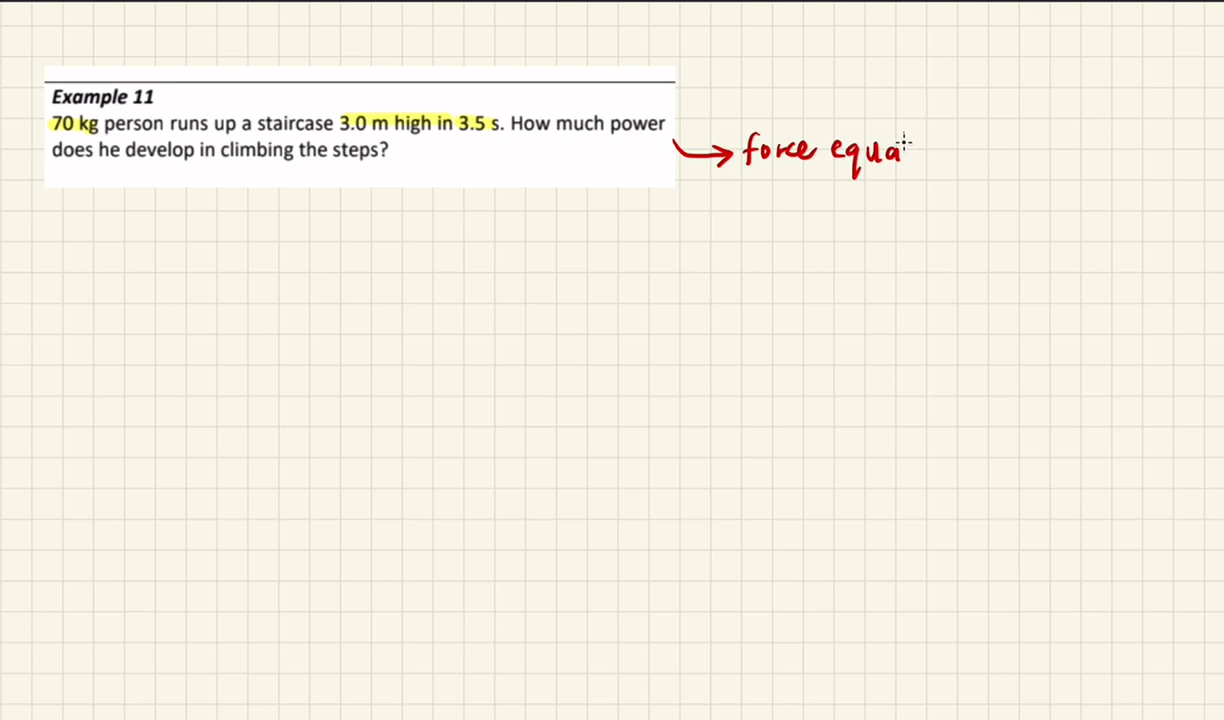 Example 11
70 kg person runs up a staircase 3.0 m high in 3.5 s. How much power
does he develop in climbing the steps?
force equa